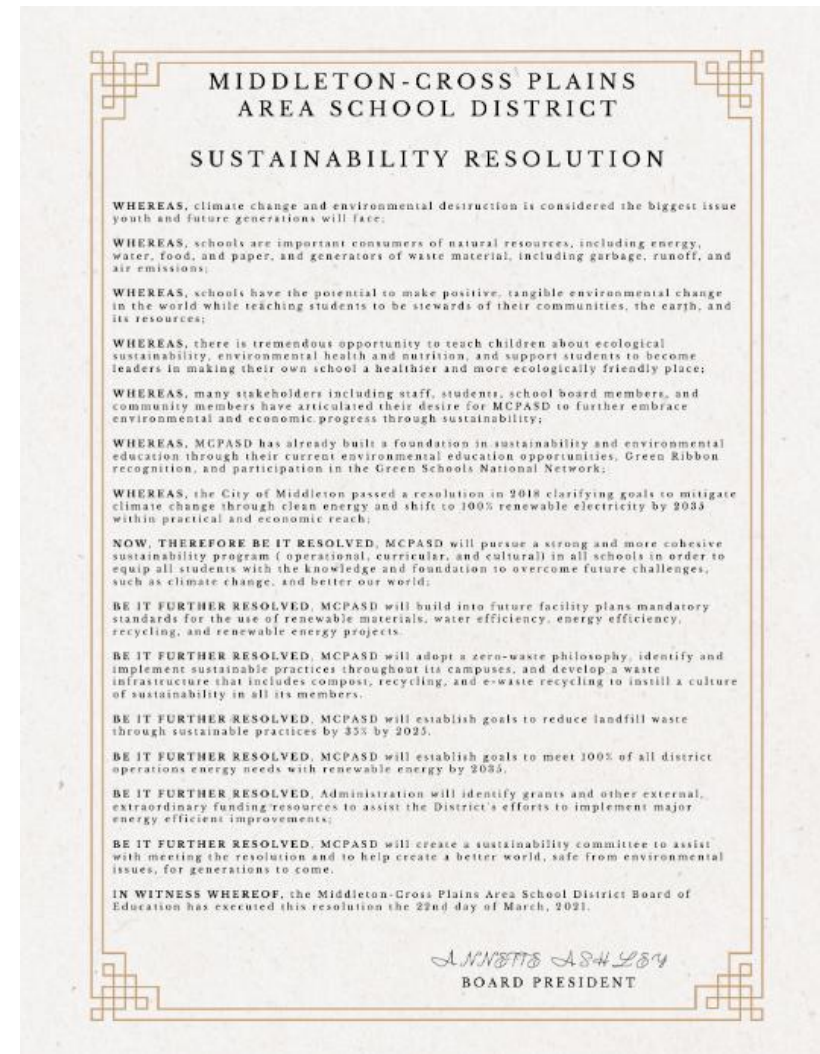 MIDDLETON-CROSS PLAINS
AREA SCHOOL DISTRICT
SUSTAINABILITY RESOLUTION
WHEREAS, climate change and environmental destruction is considered the biggest issue
youth and future generations will face;
WHEREAS, schools are important consumers of natural resources, including energy,
water, food, and paper, and generators of waste material, including garbage, runoff, and
air emissions;
WHEREAS, schools have the potential to make positive, tangible environmental change
in the world while teaching students to be stewards of their communities, the earth, and
its resources;
WHEREAS, there is tremendous opportunity to teach children about ecological
sustainability, environmental health and nutrition, and support students to become
leaders in making their own school a healthier and more ecologically friendly place;
WHEREAS, many stakeholders including staff, students, school board members, and
community members have articulated their desire for MCPASD to further embrace
environmental and economic progress through sustainability;
WHEREAS, MCPASD has already built a foundation in sustainability and environmental
education through their current environmental education opportunities, Green Ribbon
recognition, and participation in the Green Schools National Network;
WHEREAS, the City of Middleton passed a resolution in 2018 clarifying goals to mitigate
climate change through clean energy and shift to 100% renewable electricity by 2035
within practical and economic reach;
NOW, THEREFORE BE IT RESOLVED, MCPASD will pursue a strong and more cohesive
sustainability program ( operational, curricular, and cultural) in all schools in order to
equip all students with the knowledge and foundation to overcome future challenges,
such as climate change, and better our world;
BE IT FURTHER RESOLVED, MCPASD will build into future facility plans mandatory
standards for the use of renewable materials, water efficiency, energy efficiency,
recycling, and renewable energy projects.
BE IT FURTHER RESOLVED, MCPASD will adopt a zero-waste philosophy, identify and
implement sustainable practices throughout its campuses, and develop a waste
infrastructure that includes compost, recycling, and e-waste recycling to instill a culture
of sustainability in all its members.
BE IT FURTHER RESOLVED, MCPASD will establish goals to reduce landfill waste
through sustainable practices by 35% by 2025.
BE IT FURTHER RESOLVED, MCPASD will establish goals to meet 100% of all district
operations energy needs with renewable energy by 2035.
BE IT FURTHER RESOLVED, Administration will identify grants and other external,
extraordinary funding resources to assist the District's efforts to implement major
energy efficient improvements;
BE IT FURTHER RESOLVED, MCPASD will create a sustainability committee to assist
with meeting the resolution and to help create a better world, safe from environmental
issues, for generations to come.
IN WITNESS WHEREOF, the Middleton-Cross Plains Area School District Board of
Education has executed this resolution the 22nd day of March, 2021.
ANNETTE ASHLEY
BOARD PRESIDENT